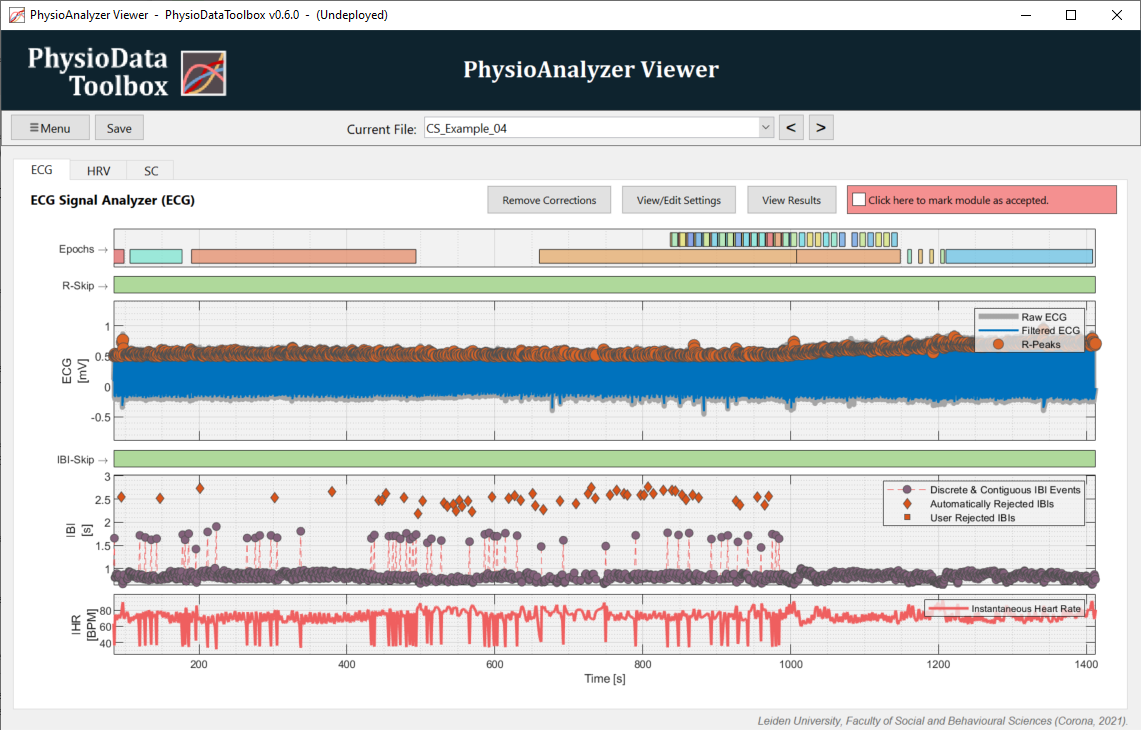 PhysioAnalyzer Viewer - PhysioDataToolbox v0.6.0 - (Undeployed)
PhysioData
Toolbox
PhysioAnalyzer Viewer
☰Menu
Save
Current File:
CS_Example_04
<
>
ECG
HRV
SC
ECG Signal Analyzer (ECG)
Remove Corrections
View/Edit Settings
View Results
Click here to mark module as accepted.
Epochs →
R-Skip →
ECG
[mV]
1
0.5
0
-0.5
Raw ECG
Filtered ECG
R-Peaks
IBI-Skip →
IBI
[s]
3
2.5
2
1.5
1
Discrete & Contiguous IBI Events
Automatically Rejected IBIs
User Rejected IBIs
IHR
[BPM]
80
60
40
Instantaneous Heart Rate
200
400
600
800
1000
1200
1400
Time [s]
Leiden University, Faculty of Social and Behavioural Sciences (Corona, 2021).